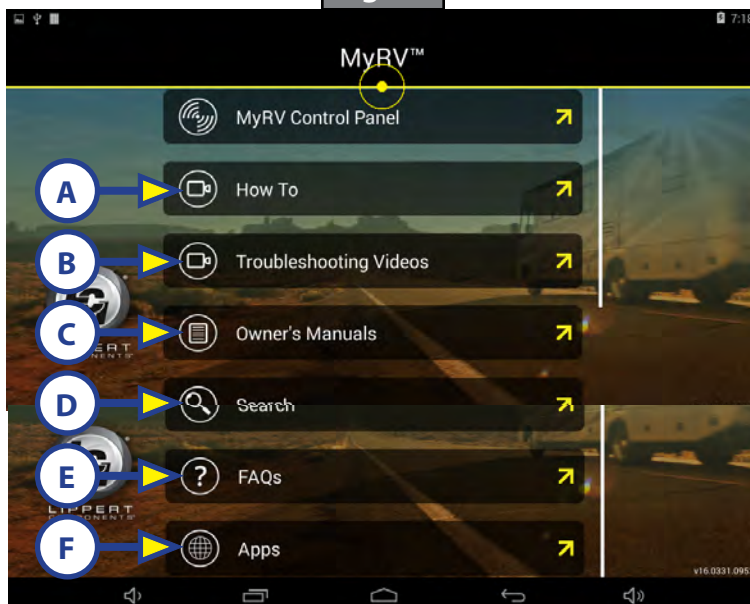 7:18
MyRV™
MyRV Control Panel
A
How To
B
Troubleshooting Videos
C
Owner's Manuals
D
Search
E
FAQs
LIPPERT
COMPONENTS®
F
Apps
v16.0331.095